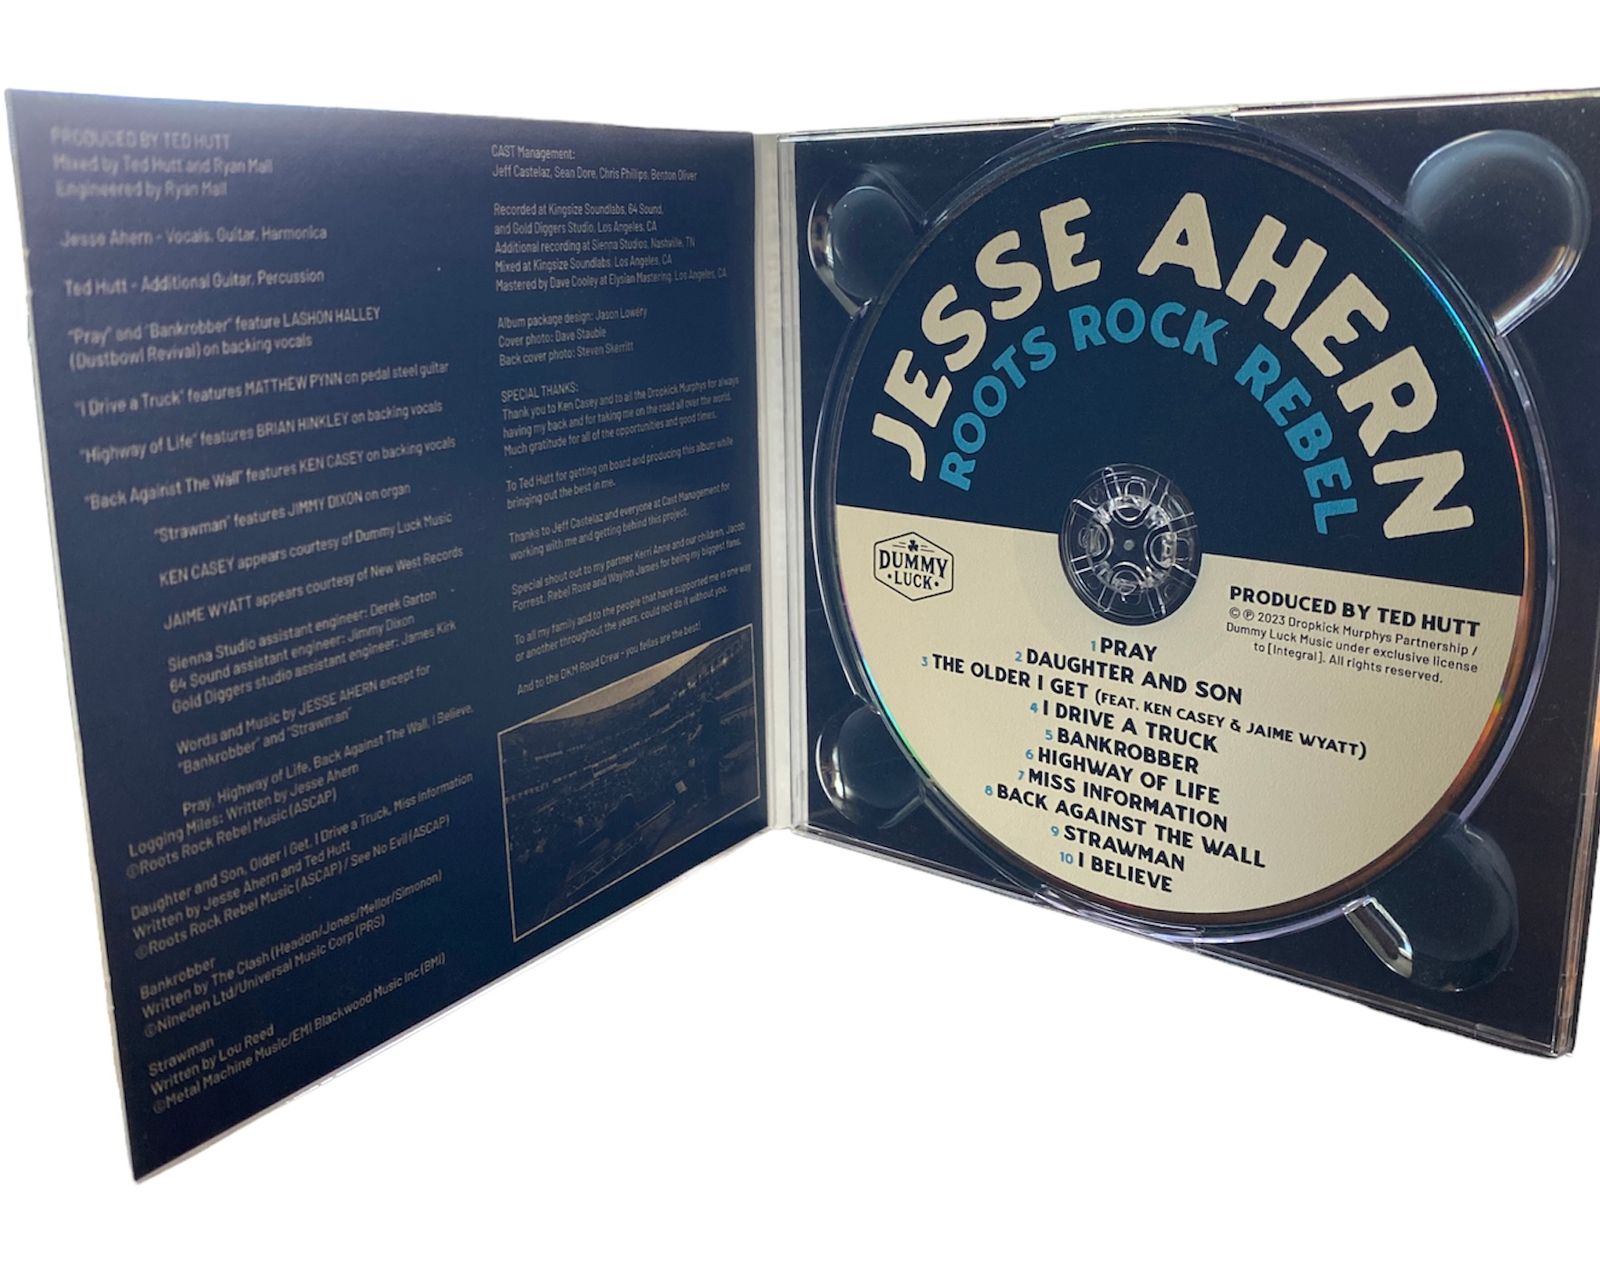 PRODUCED BY TED HUTT
Mixed by Ted Hutt and Ryan Mall
Engineered by Ryan Mall
Jesse Ahern - Vocals, Guitar, Harmonica
Ted Hutt - Additional Guitar, Percussion
"Pray" and "Bankrobber" feature LASHON HALLEY
(Dustbowl Revival) on backing vocals
"I Drive a Truck" features MATTHEW PYNN on pedal steel guitar
"Highway of Life" features BRIAN HINKLEY on backing vocals
"Back Against The Wall" features KEN CASEY on backing vocals
"Strawman" features JIMMY DIXON on organ
KEN CASEY appears courtesy of Dummy Luck Music
JAIME WYATT appears courtesy of New West Records
Sienna Studio assistant engineer: Derek Garton
64 Sound assistant engineer: Jimmy Dixon
Gold Diggers studio assistant engineer: James Kirk
Words and Music by JESSE AHERN except for
"Bankrobber" and "Strawman"
Pray, Highway of Life, Back Against The Wall, I Believe,
Logging Miles: Written by Jesse Ahern
©Roots Rock Rebel Music (ASCAP)
Daughter and Son, Older I Get, I Drive a Truck, Miss Information
Written by Jesse Ahern and Ted Hutt
©Roots Rock Rebel Music (ASCAP) / See No Evil (ASCAP)
Bankrobber
Written by The Clash (Headon/Jones/Mellor/Simonon)
©Nineden Ltd/Universal Music Corp (PRS)
Strawman
Written by Lou Reed
©Metal Machine Music/EMI Blackwood Music Inc (BMI)
CAST Management:
Jeff Castelaz, Sean Dore, Chris Phillips, Benton Oliver
Recorded at Kingsize Soundlabs, 64 Sound,
and Gold Diggers Studio, Los Angeles, CA
Additional recording at Sienna Studios, Nashville, TN
Mixed at Kingsize Soundlabs, Los Angeles, CA
Mastered by Dave Cooley at Elysian Mastering, Los Angeles, CA
Album package design: Jason Lowery
Cover photo: Dave Stauble
Back cover photo: Steven Skerritt
SPECIAL THANKS:
Thank you to Ken Casey and to all the Dropkick Murphys for always
having my back and for taking me on the road all over the world.
Much gratitude for all of the opportunities and good times.
To Ted Hutt for getting on board and producing this album while
bringing out the best in me.
Thanks to Jeff Castelaz and everyone at Cast Management for
working with me and getting behind this project.
Special shout out to my partner Kerri Anne and our children, Jacob
Forrest, Rebel Rose and Waylon James for being my biggest fans.
To all my family and to the people that have supported me in one way
or another throughout the years, could not do it without you.
And to the DKM Road Crew - you fellas are the best!
JESSE AHERN
ROOTS ROCK REBEL
DUMMY
LUCK
PRODUCED BY TED HUTT
© ℗ 2023 Dropkick Murphys Partnership /
Dummy Luck Music under exclusive license
to [Integral]. All rights reserved.
1 PRAY
2 DAUGHTER AND SON
3 THE OLDER I GET (FEAT. KEN CASEY & JAIME WYATT)
4 I DRIVE A TRUCK
5 BANKROBBER
6 HIGHWAY OF LIFE
7 MISS INFORMATION
8 BACK AGAINST THE WALL
9 STRAWMAN
10 I BELIEVE